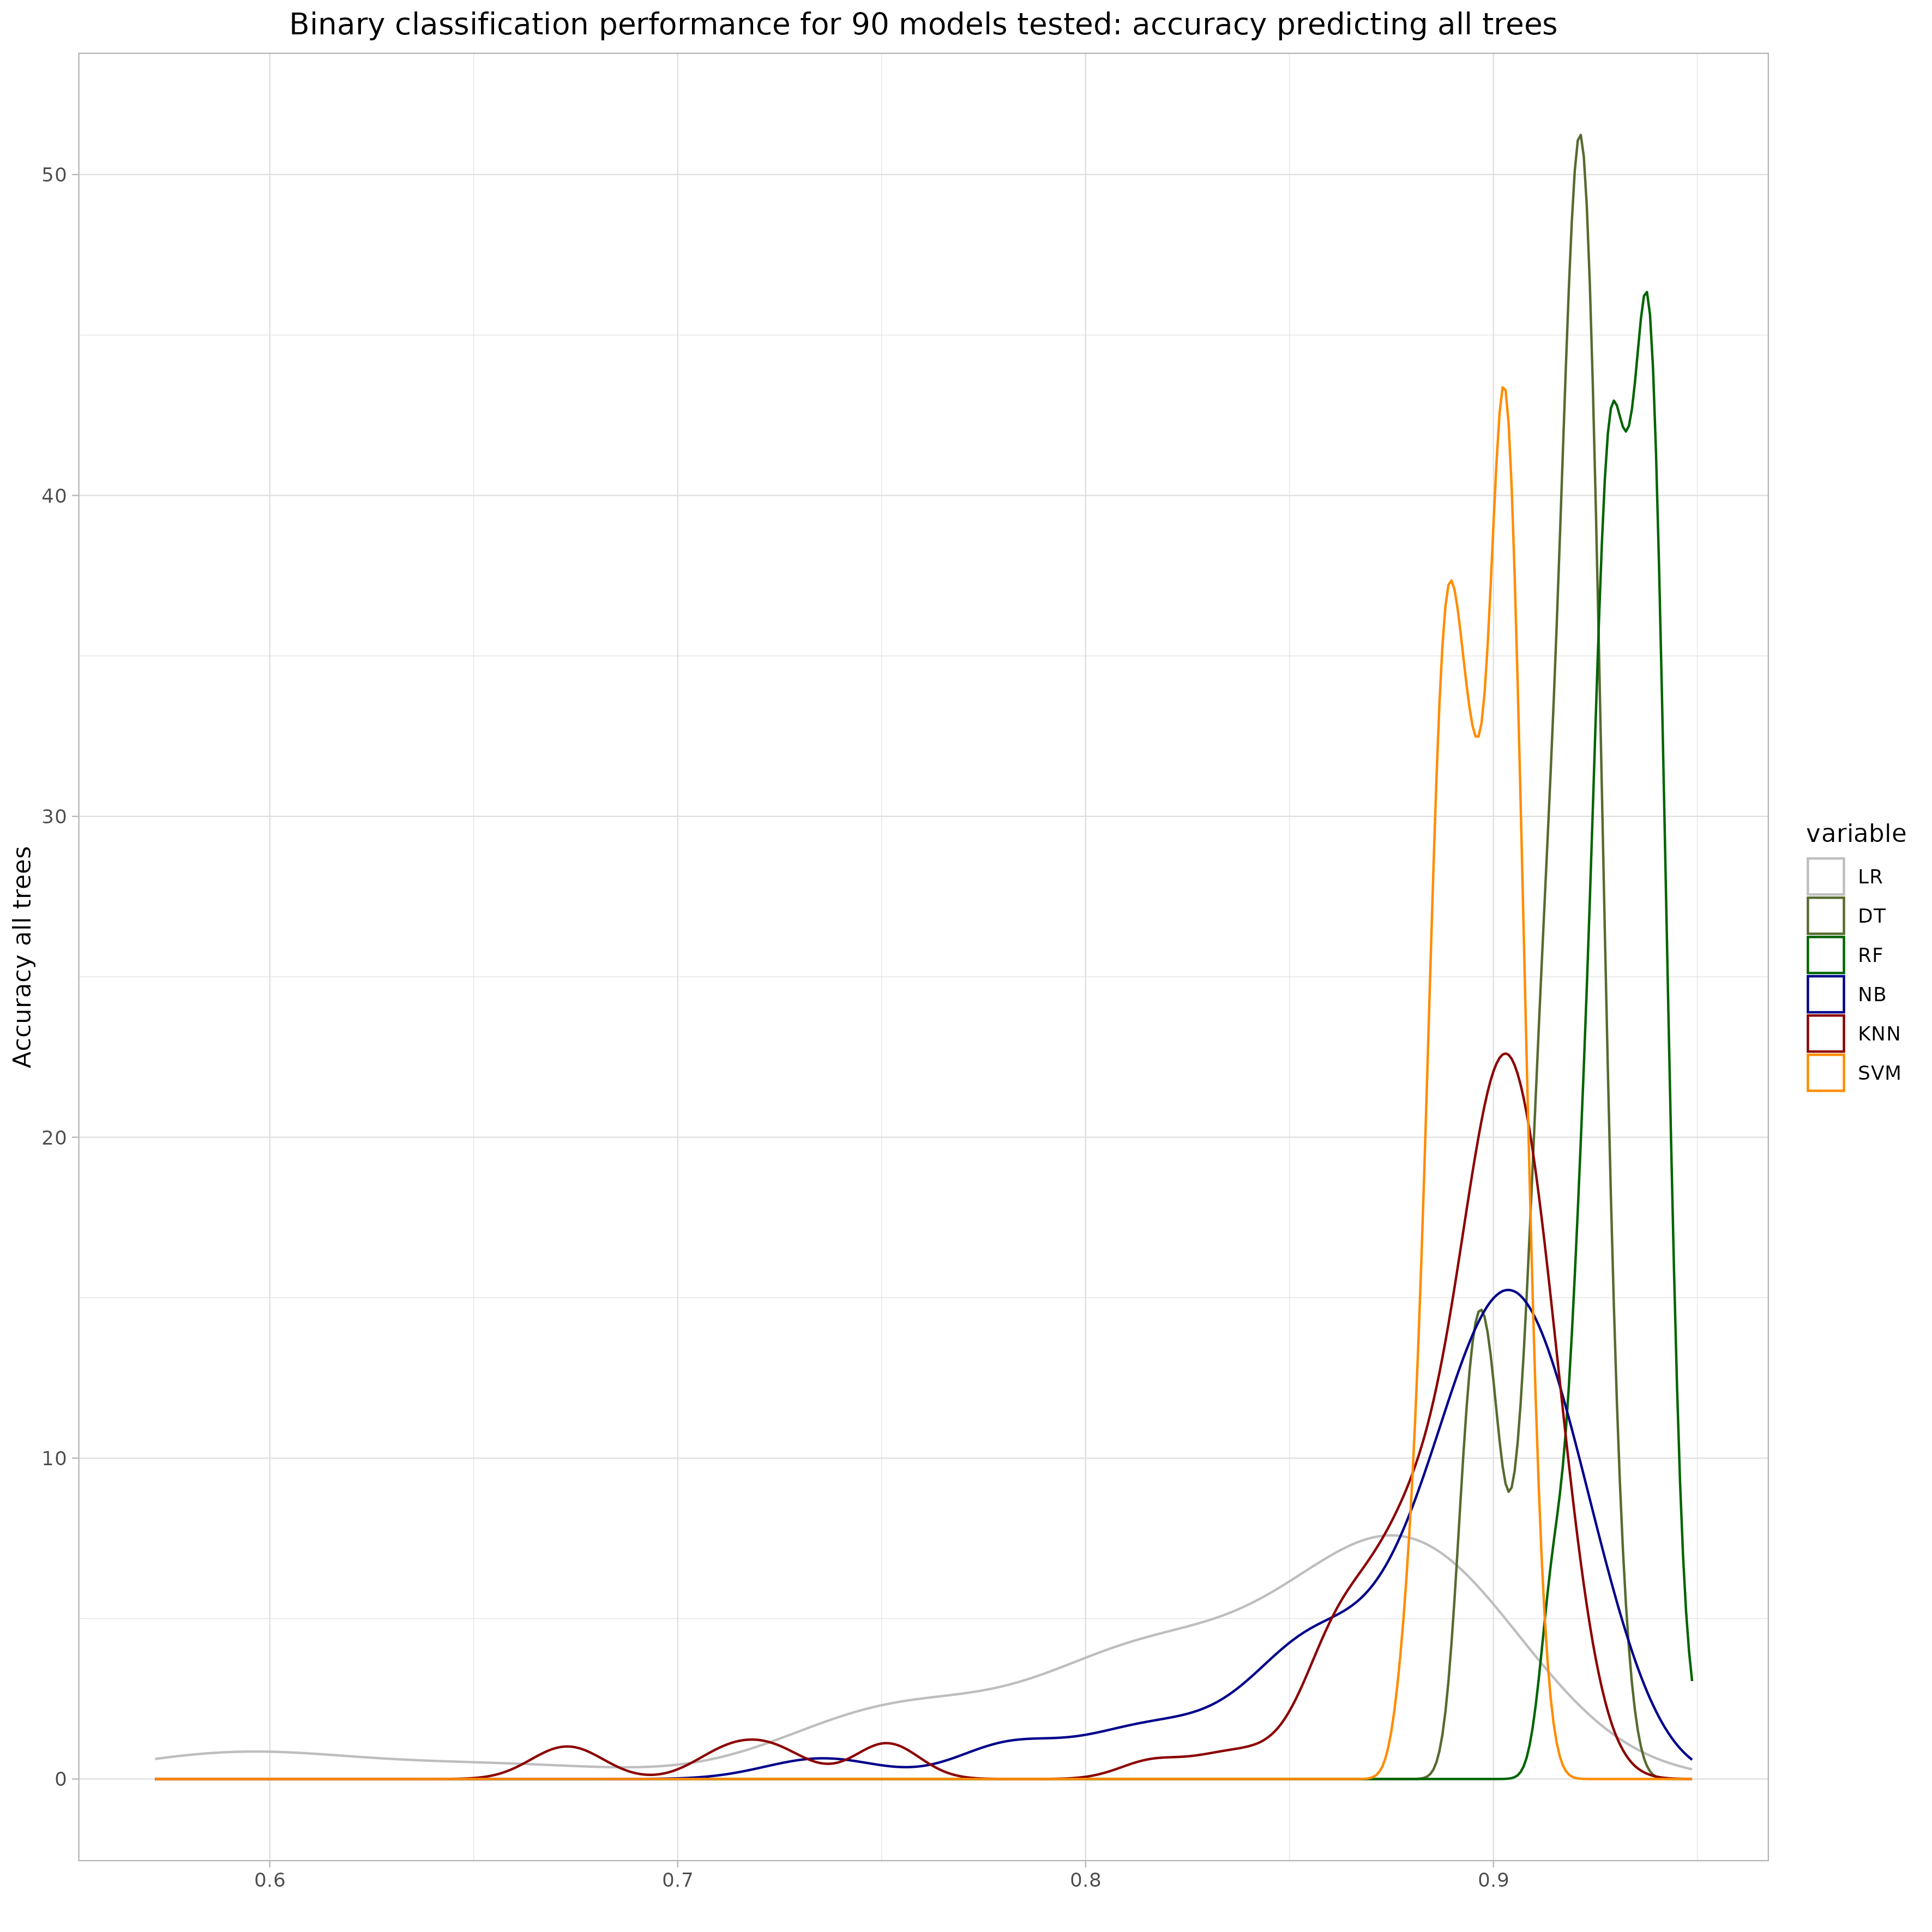 Binary classification performance for 90 models tested: accuracy predicting all trees
Accuracy all trees
50
40
30
20
10
0
0.6
0.7
0.8
0.9
variable
LR
DT
RF
NB
KNN
SVM